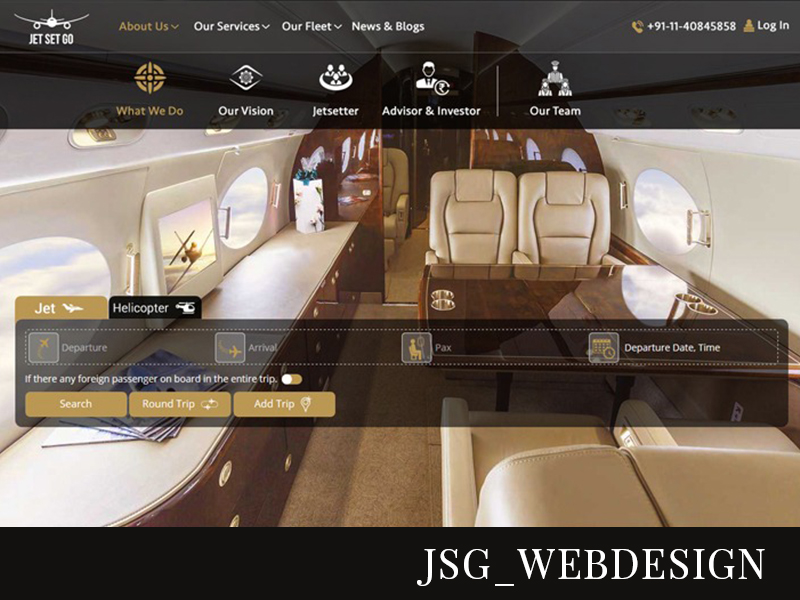 JET SET GO
About Us
Our Services
Our Fleet
News & Blogs
+91-11-40845858
Log In
What We Do
Our Vision
Jetsetter
Advisor & Investor
Our Team
Jet
Helicopter
Departure
Arrival
Pax
Departure Date, Time
If there any foreign passenger on board in the entire trip.
Search
Round Trip
Add Trip
JSG_WEBDESIGN